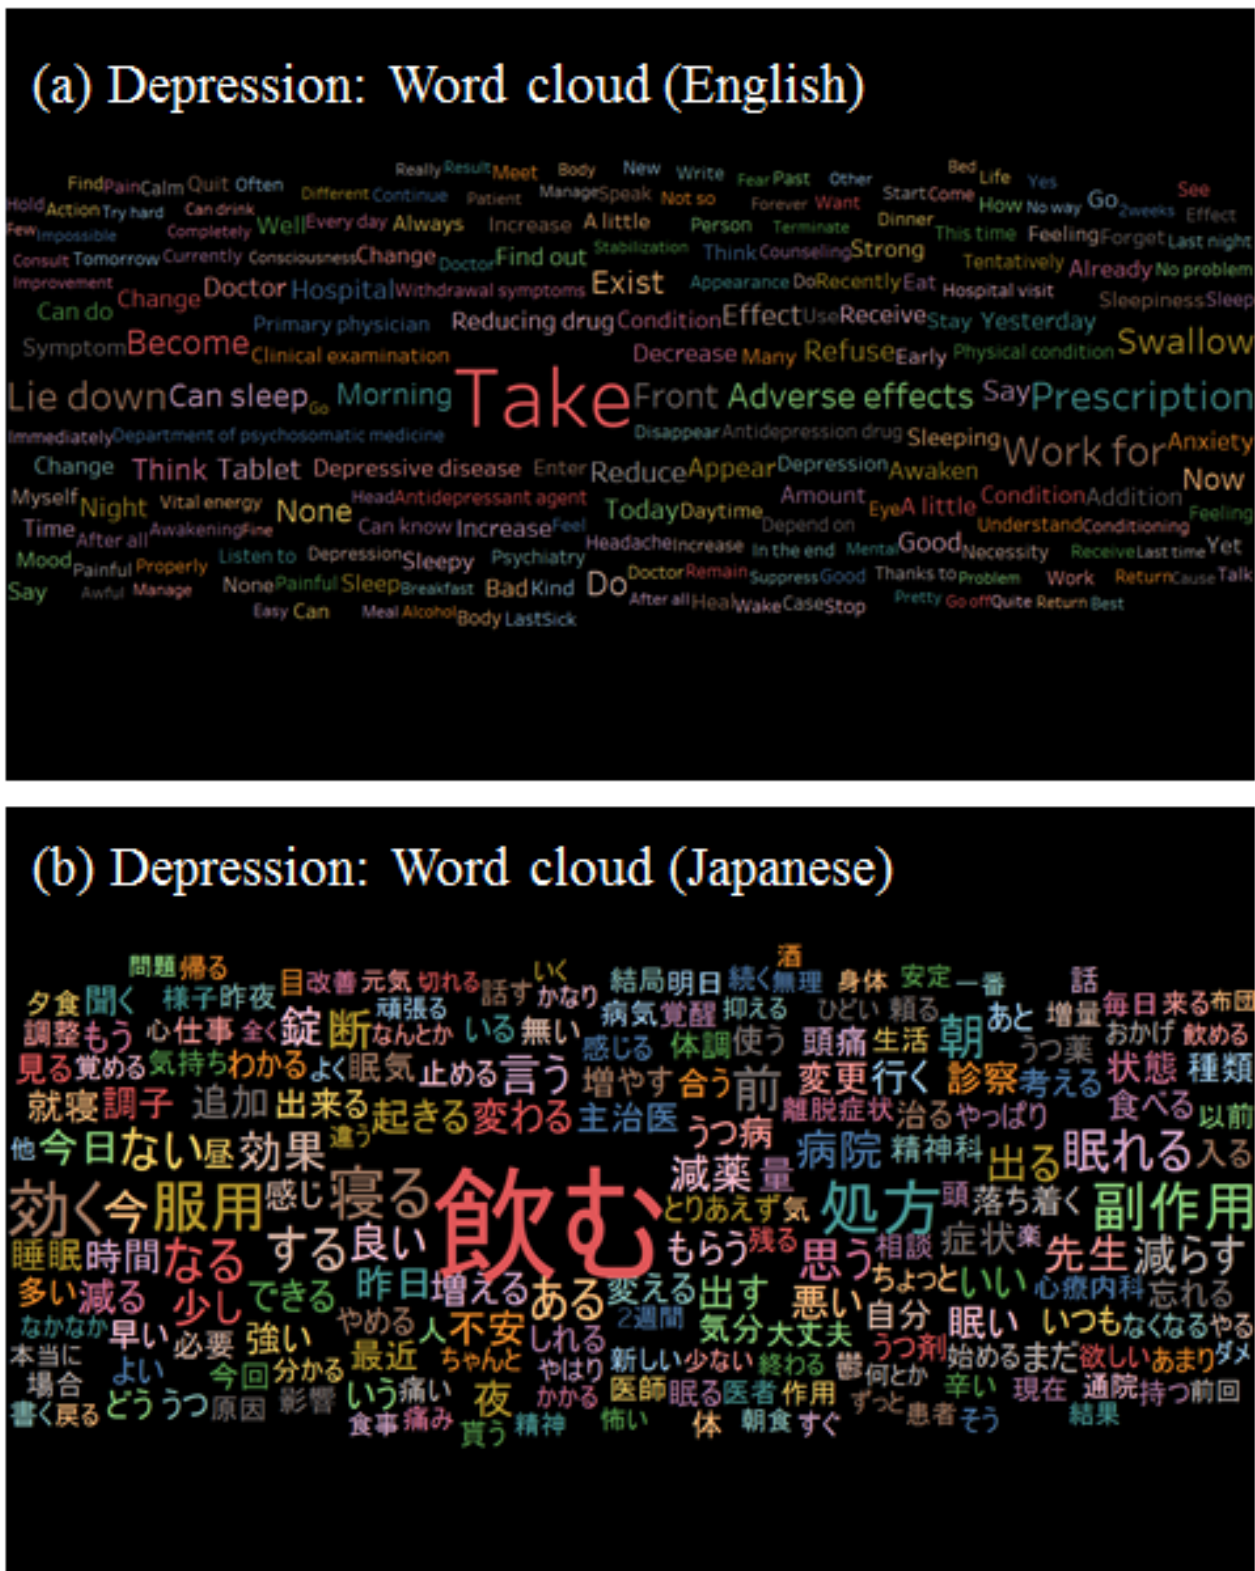 (a) Depression: Word cloud (English)
Really Result Meet Body New Write Fear Past Other Bed Life Yes See
Find Pain Calm Quit Often Different Continue Patient Manage Speak Not so Forever Want Start Come How No way Go 2weeks Effect
Hold Action Try hard Can drink Completely Well Every day Always Increase A little Person Terminate Dinner This time Feeling Forget Last night
Few Impossible
Consult Tomorrow Currently Consciousness Change Doctor Find out Stabilization Think Counseling Strong Tentatively Already No problem
Improvement Change Doctor Hospital Withdrawal symptoms Exist Appearance Do Recently Eat Hospital visit Sleepiness Sleep
Can do Primary physician Reducing drug Condition Effect Use Receive Stay Yesterday
Symptom Become Clinical examination Decrease Many Refuse Early Physical condition Swallow
Lie down Can sleep Go Morning Take Front Adverse effects Say Prescription
Immediately Department of psychosomatic medicine Disappear Antidepression drug Sleeping Work for Anxiety
Change Think Tablet Depressive disease Enter Reduce Appear Depression Awaken Now
Myself Night Vital energy None Head Antidepressant agent Today Daytime Amount Eye A little Condition Addition Feeling
Time After all Awakening Fine Can know Increase Feel Depend on Understand Conditioning
Mood Painful Properly Listen to Depression Sleepy Psychiatry Headache Increase In the end Mental Good Necessity Receive Last time Yet
Say Awful Manage None Painful Sleep Breakfast Bad Kind Do Doctor Remain Suppress Good Thanks to Problem Work Return Cause Talk
Easy Can Meal Alcohol Body Last Sick After all Heal Wake Case Stop Pretty Go off Quite Return Best
(b) Depression: Word cloud (Japanese)
問題 帰る 目 改善 元気 切れる 話す いく かなり 結局 明日 続く 無理 酒 身体 安定 一番 話
夕食 聞く 様子 昨夜 頑張る 病気 覚醒 抑える ひどい 頼る あと 増量 毎日 来る 布団
調整 もう 心 仕事 全く 錠 断 なんとか いる 無い 感じる 体調 使う 頭痛 生活 朝 うつ薬 おかげ 飲める
見る 覚める 気持ち わかる よく 眠気 止める 言う 増やす 合う 前 変更 行く 診察 考える 状態 種類
就寝 調子 追加 出来る 起きる 変わる 主治医 離脱症状 治る やっぱり 食べる 以前
他 今日 ない 昼 効果 違う うつ病 病院 精神科 出る 眠れる 入る
効く 今 服用 感じ 寝る 飲む 減薬 量 とりあえず 気 処方 頭 落ち着く 副作用
睡眠 時間 なる する 良い もらう 残る 思う 相談 症状 楽 先生 減らす
多い 減る 少し できる 昨日 増える ある 変える 出す 悪い ちょっと いい 心療内科 忘れる
なかなか 早い 必要 強い やめる 人 不安 しれる 2週間 気分 大丈夫 自分 眠い いつも なくなる やる
本当に よい 今回 分かる 最近 ちゃんと やはり 新しい 少ない 終わる 鬱 うつ剤 何とか 始める まだ 欲しい あまり ダメ
場合 影響 いう 痛い 夜 かかる 医師 眠る 医者 作用 ずっと 辛い 現在 通院 持つ 前回
書く 戻る どう うつ 原因 食事 痛み 貰う 精神 怖い 体 朝食 すぐ 患者 そう 結果